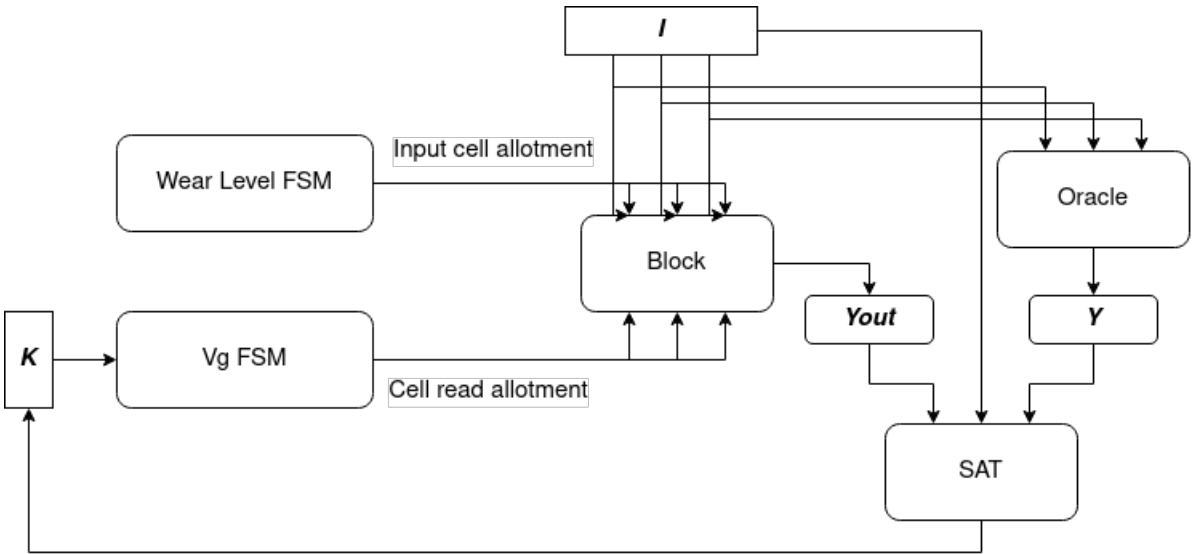 I
Input cell allotment
Wear Level FSM
Oracle
Block
Yout
Y
K
Vg FSM
Cell read allotment
SAT